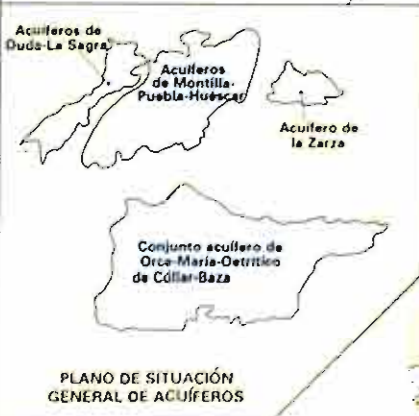 Acuíferos de
Duda-La Sagra
Acuíferos
de Montilla-
Puebla-Huéscar
Acuífero de
la Zarza
Conjunto acuífero de
Orce-María-Detrítico
de Cúllar-Baza
PLANO DE SITUACIÓN
GENERAL DE ACUÍFEROS